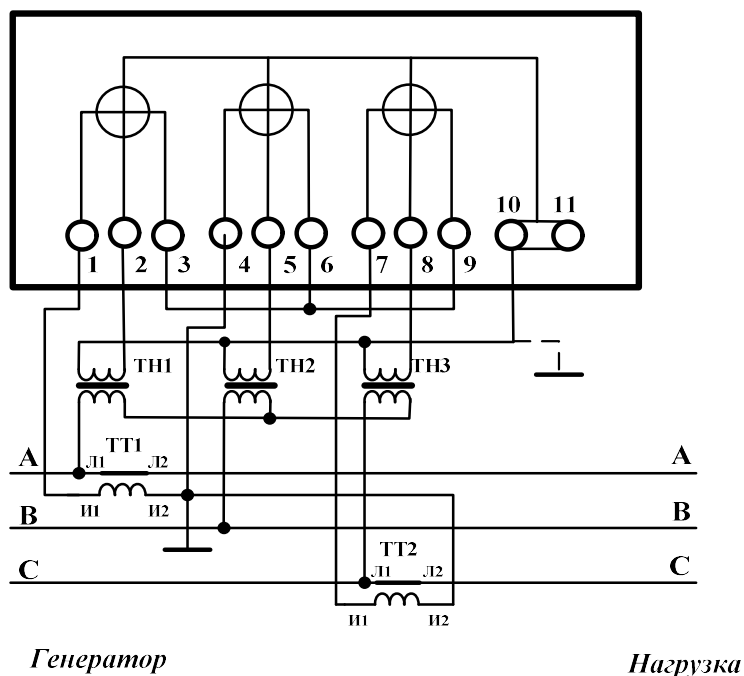 10 11
1 2 3 4 5 6 7 8 9
ТН1 ТН2 ТН3
А ТТ1 А
Л1 Л2
И1 И2
В В
ТТ2
С Л1 Л2 С
И1 И2
Генератор
Нагрузка